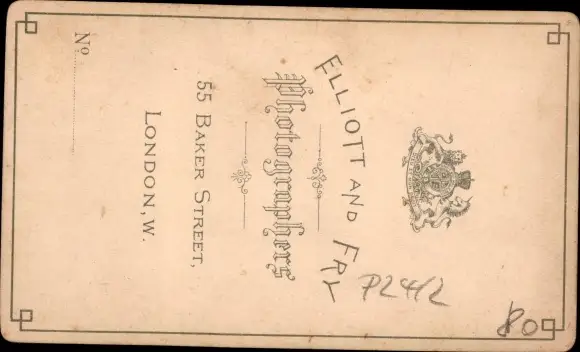 ELLIOTT AND FRY
Photographers
55 BAKER STREET,
LONDON, W.
No
P2412
80